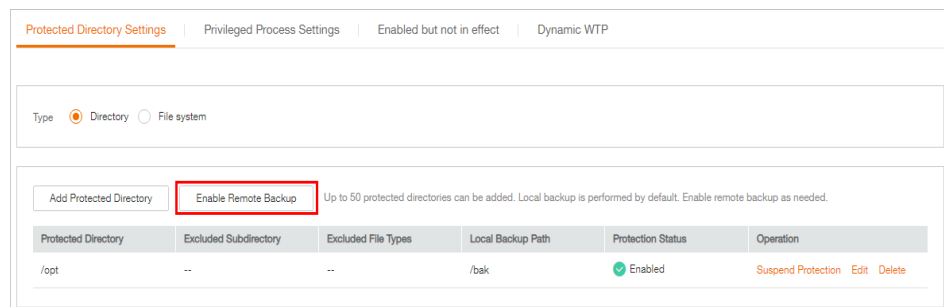 Protected Directory Settings Privileged Process Settings Enabled but not in effect Dynamic WTP
Type Directory File system
Add Protected Directory Enable Remote Backup Up to 50 protected directories can be added. Local backup is performed by default. Enable remote backup as needed.
Protected Directory Excluded Subdirectory Excluded File Types Local Backup Path Protection Status Operation
/opt -- -- /bak Enabled Suspend Protection Edit Delete